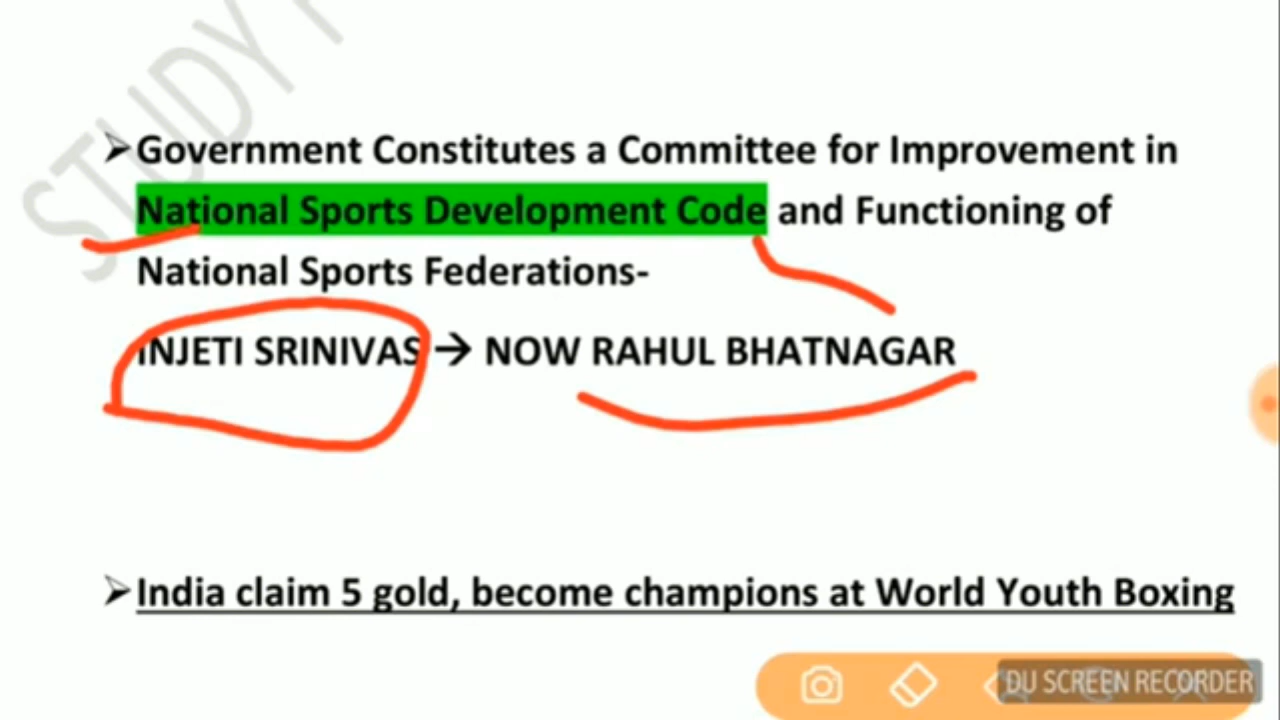 STUDY
➢Government Constitutes a Committee for Improvement in
National Sports Development Code and Functioning of
National Sports Federations-
INJETI SRINIVAS → NOW RAHUL BHATNAGAR
➢India claim 5 gold, become champions at World Youth Boxing
DU SCREEN RECORDER